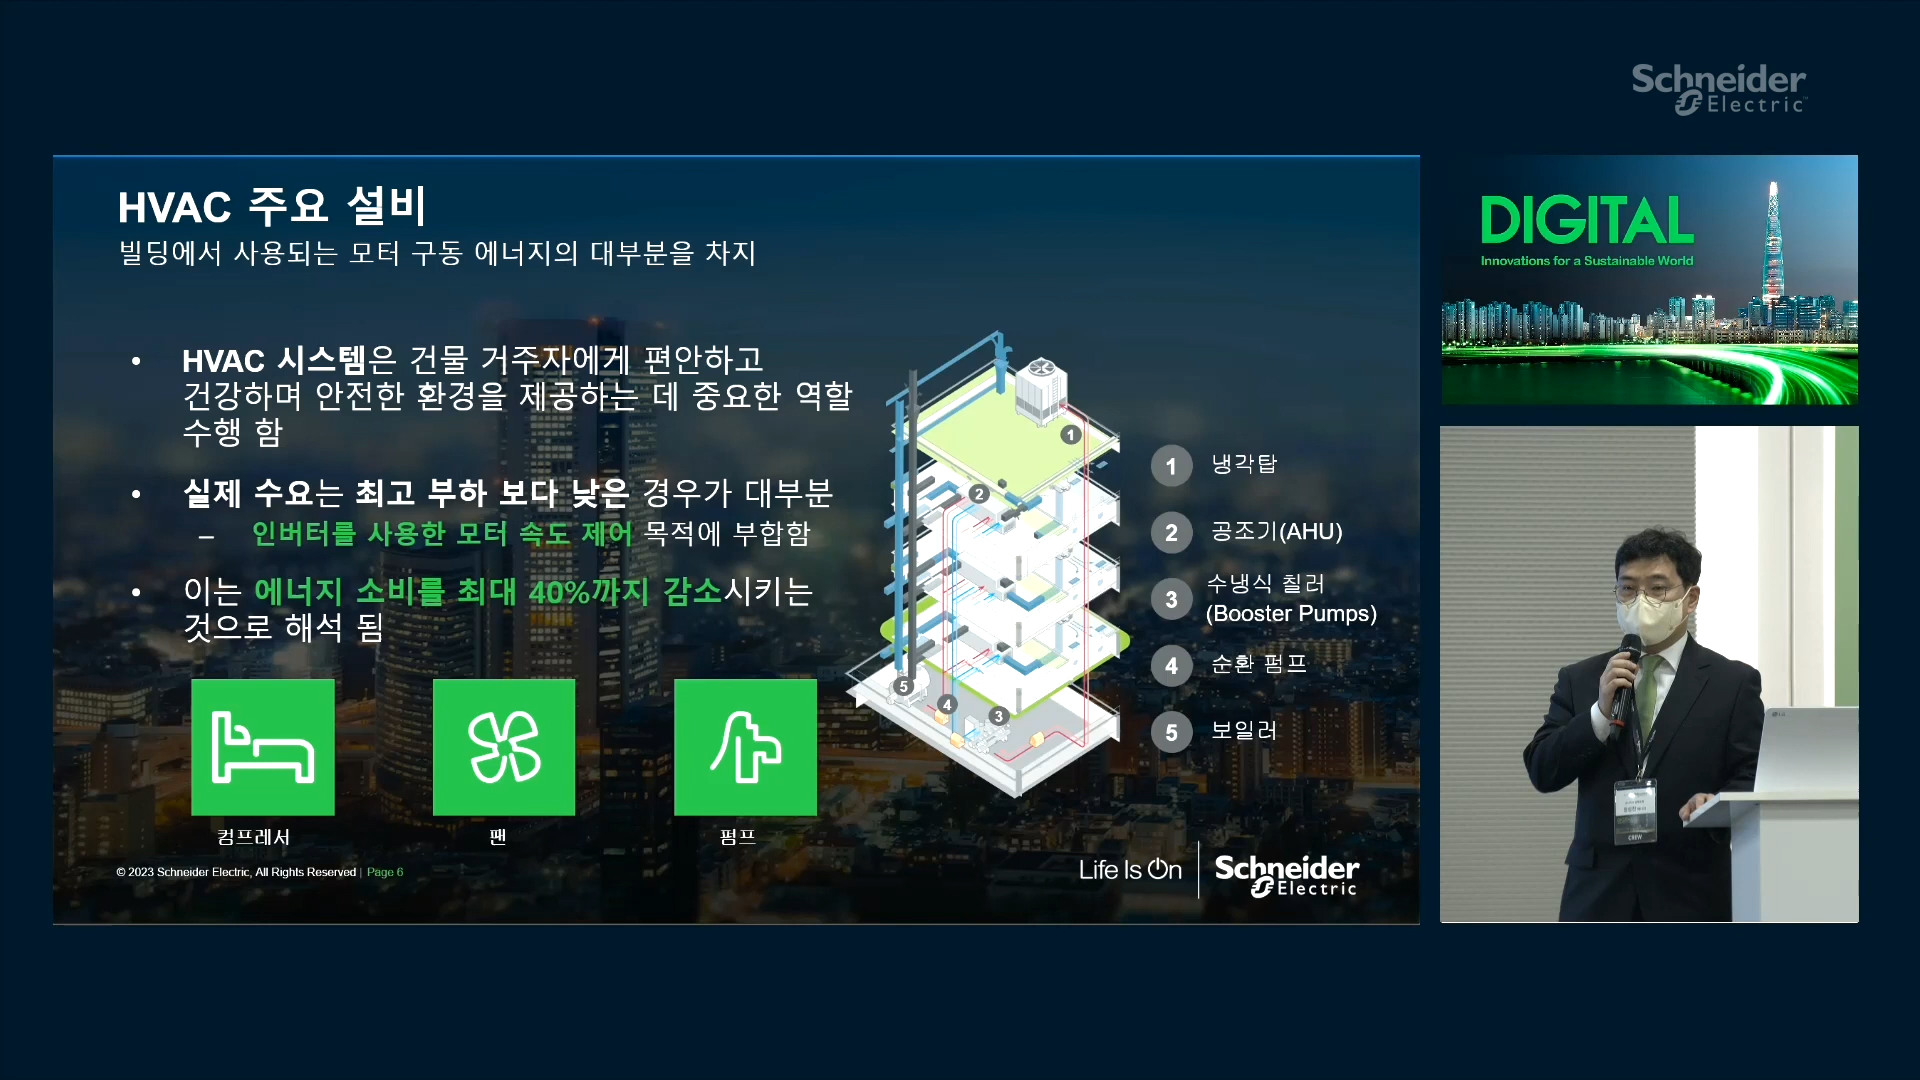 Schneider
Electric
HVAC 주요 설비
빌딩에서 사용되는 모터 구동 에너지의 대부분을 차지
• HVAC 시스템은 건물 거주자에게 편안하고
건강하며 안전한 환경을 제공하는 데 중요한 역할
수행 함
• 실제 수요는 최고 부하 보다 낮은 경우가 대부분
– 인버터를 사용한 모터 속도 제어 목적에 부합함
• 이는 에너지 소비를 최대 40%까지 감소시키는
것으로 해석 됨
컴프레서
팬
펌프
1
2
5
4
3
1 냉각탑
2 공조기(AHU)
3 수냉식 칠러
(Booster Pumps)
4 순환 펌프
5 보일러
© 2023 Schneider Electric, All Rights Reserved | Page 6
Life Is On
Schneider
Electric
DIGITAL
Innovations for a Sustainable World
CREW